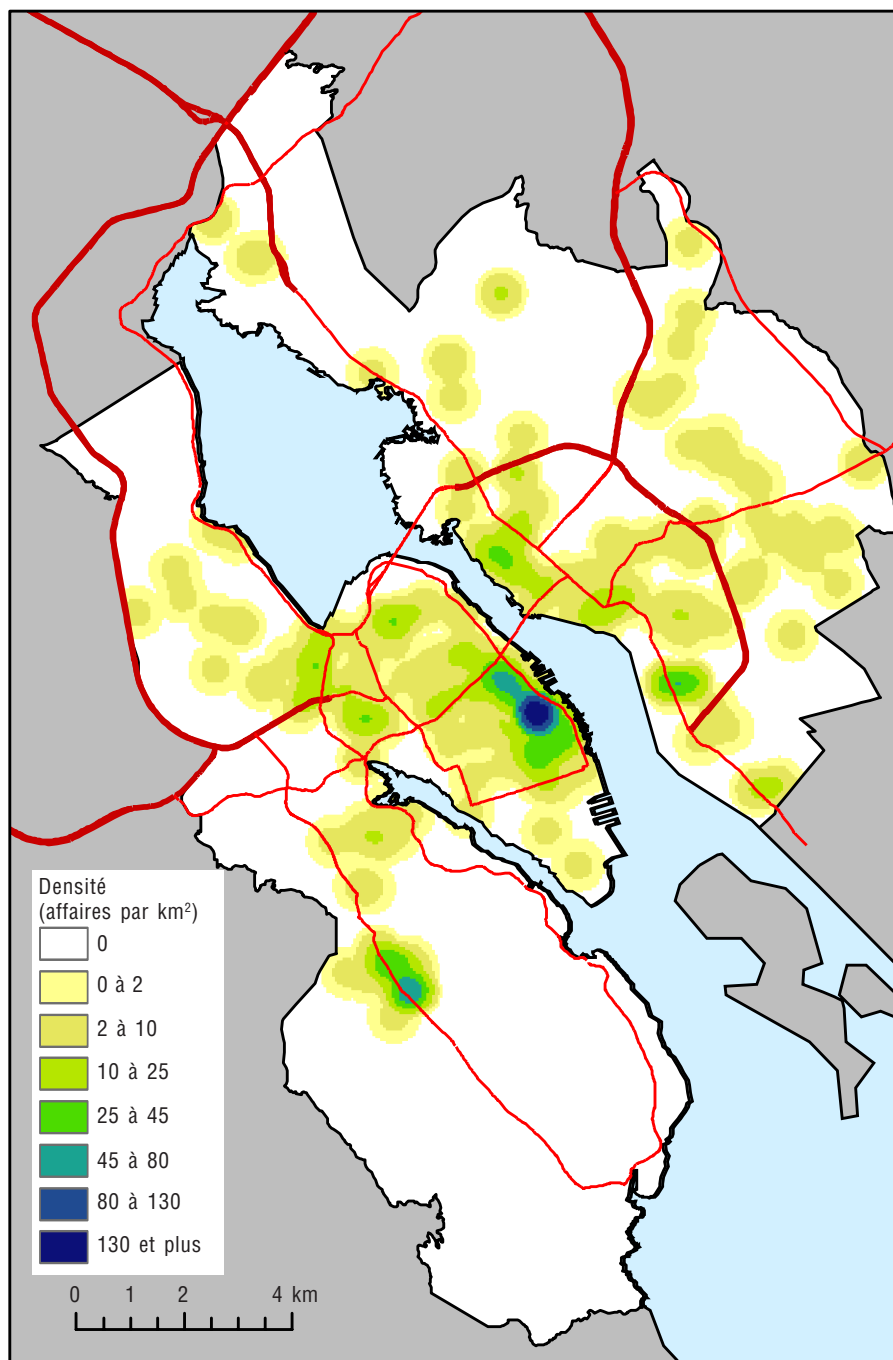 Densité
(affaires par km²)
0
0 à 2
2 à 10
10 à 25
25 à 45
45 à 80
80 à 130
130 et plus
0 1 2 4 km